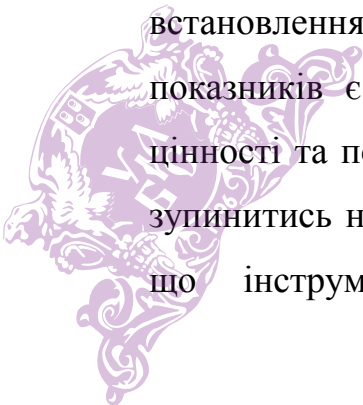 встановлення
показників є
цінності та
зупинитись
що інструм